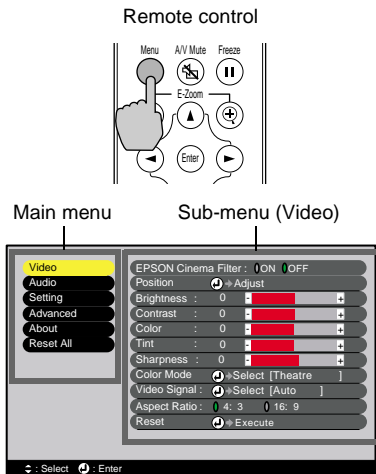 Remote control
Menu A/V Mute Freeze
E-Zoom
Enter
Main menu Sub-menu (Video)
Video
Audio
Setting
Advanced
About
Reset All
EPSON Cinema Filter : ON OFF
Position Adjust
Brightness : 0 - +
Contrast : 0 - +
Color : 0 - +
Tint : 0 - +
Sharpness : 0 - +
Color Mode Select [Theatre ]
Video Signal : Select [Auto ]
Aspect Ratio : 4: 3 16: 9
Reset Execute
: Select : Enter